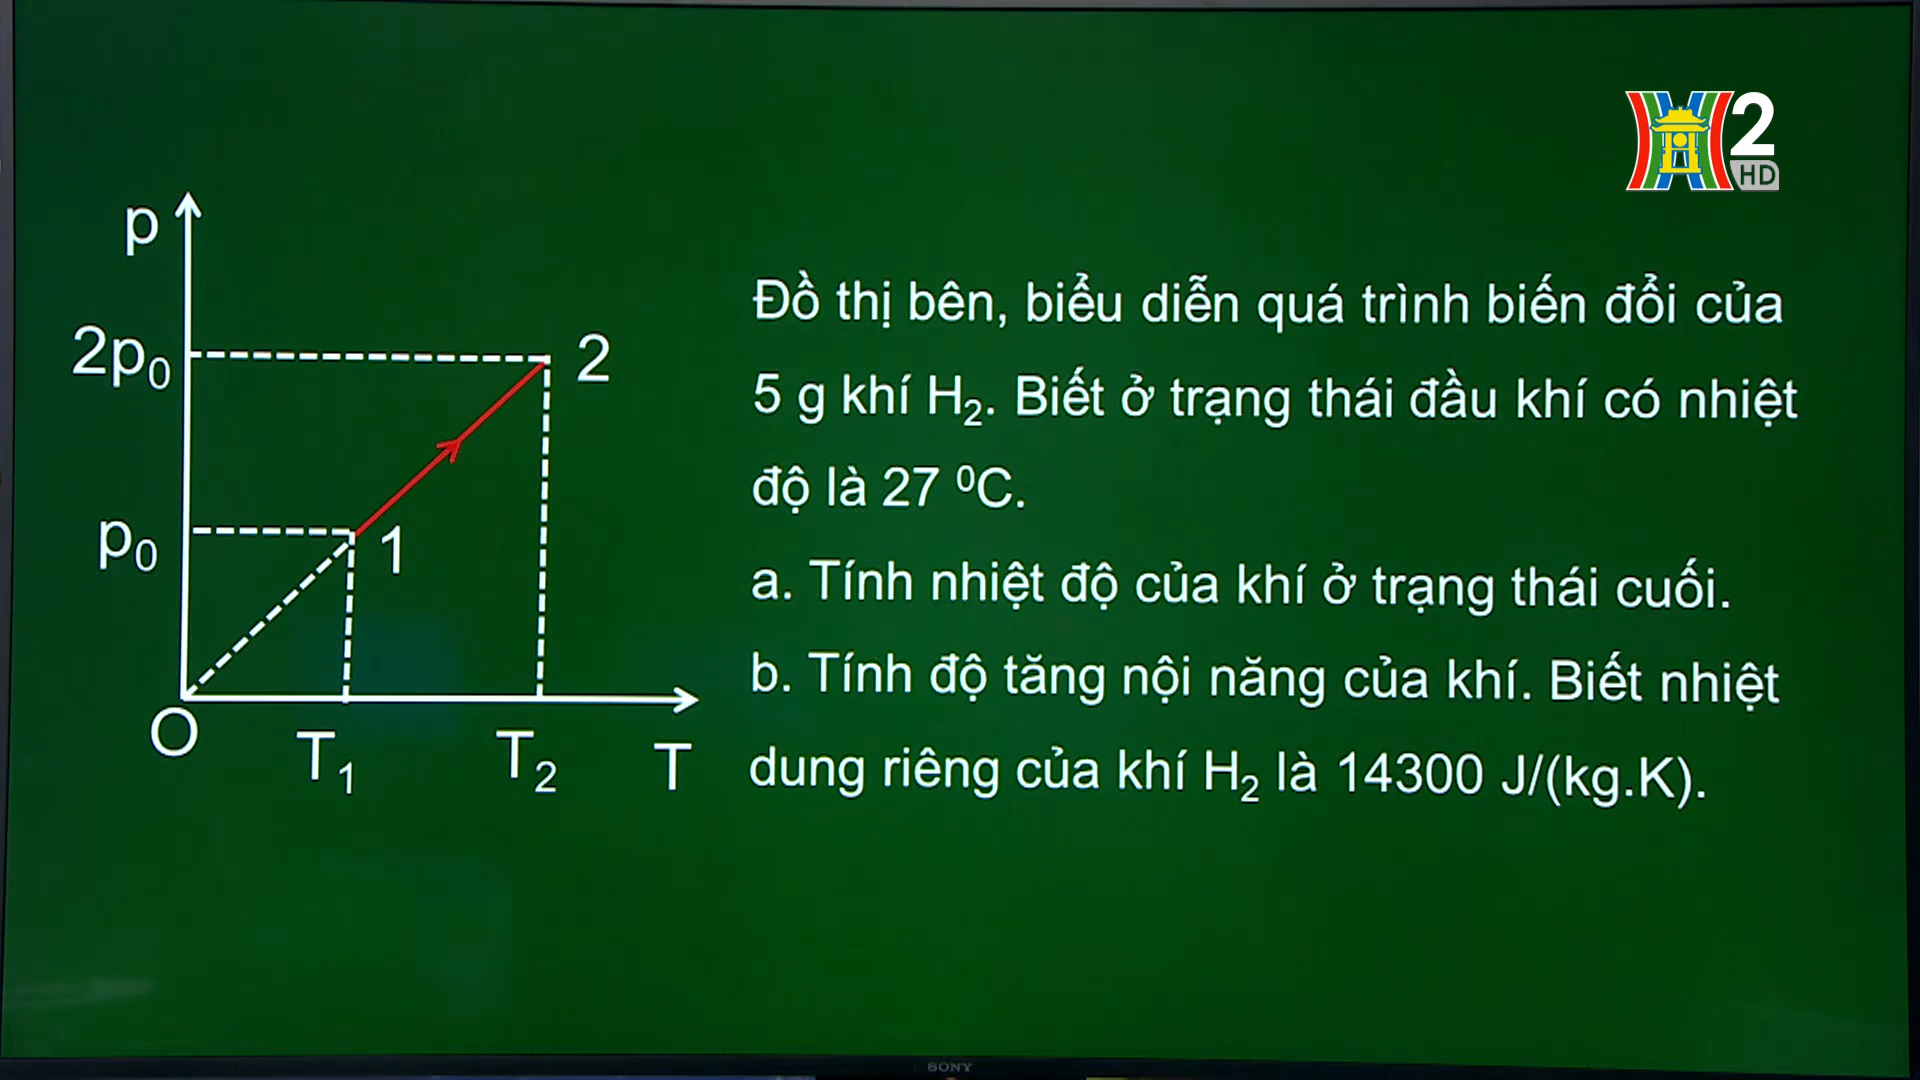 2
HD
p
2p₀
2
p₀
1
O
T₁
T₂
T
Đồ thị bên, biểu diễn quá trình biến đổi của
5 g khí H₂. Biết ở trạng thái đầu khí có nhiệt
độ là 27 ⁰C.
a. Tính nhiệt độ của khí ở trạng thái cuối.
b. Tính độ tăng nội năng của khí. Biết nhiệt
dung riêng của khí H₂ là 14300 J/(kg.K).
SONY